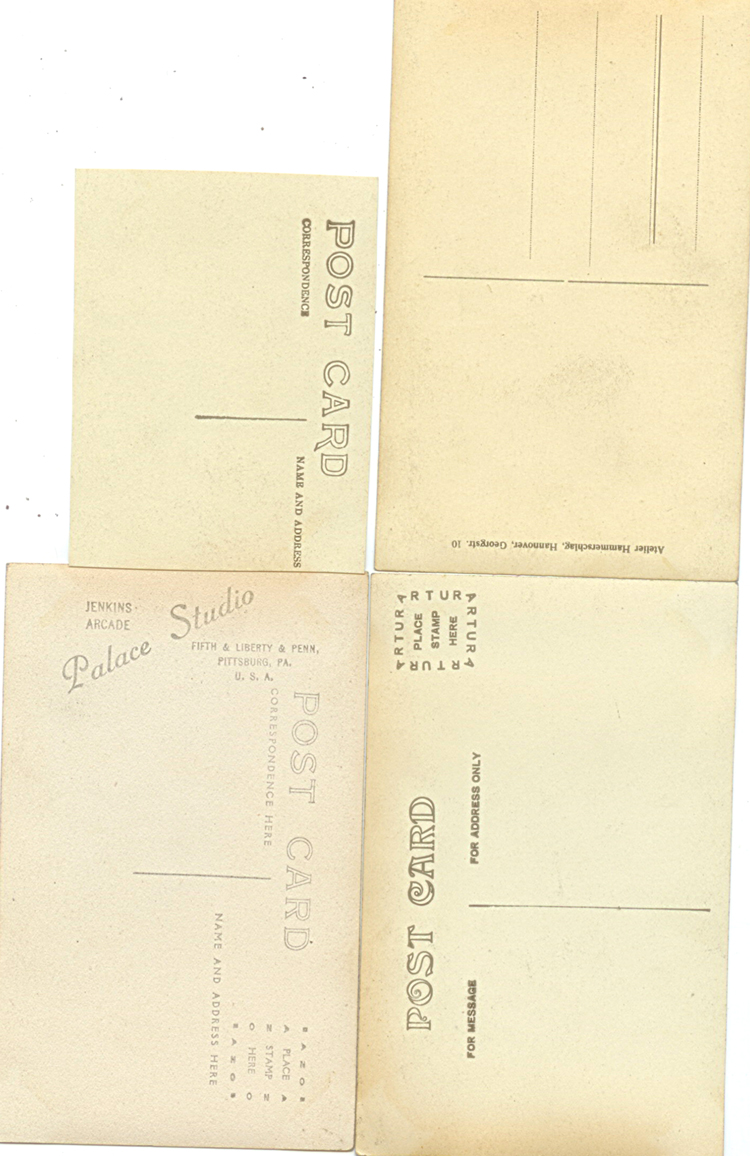 POST CARD
CORRESPONDENCE
NAME AND ADDRESS
Atelier Hammerschlag, Hannover, Georgstr. 10
JENKINS
ARCADE
Palace Studio
FIFTH & LIBERTY & PENN,
PITTSBURG, PA.
U. S. A.
POST CARD
CORRESPONDENCE HERE
NAME AND ADDRESS HERE
A Z O
A PLACE A
Z STAMP Z
O HERE O
A Z O
ARTURA
PLACE
STAMP
HERE
ARTURA
POST CARD
FOR ADDRESS ONLY
FOR MESSAGE